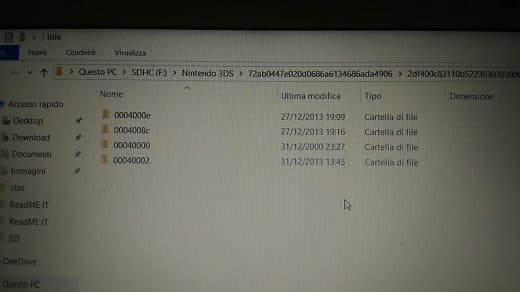 title
Home Condividi Visualizza
Questo PC > SDHC (F:) > Nintendo 3DS > 72ab0447e020d0686a6134686ada4906 >
Nome Ultima modifica Tipo Dimensione
Accesso rapido
Desktop
Download
Documenti
Immagini
cias
ReadME IT
ReadME IT
SD
OneDrive
Questo PC
0004000e 27/12/2013 19:09 Cartella di file
0004008c 27/12/2013 19:16 Cartella di file
00040000 31/12/2000 23:27 Cartella di file
00040002 31/12/2013 13:45 Cartella di file